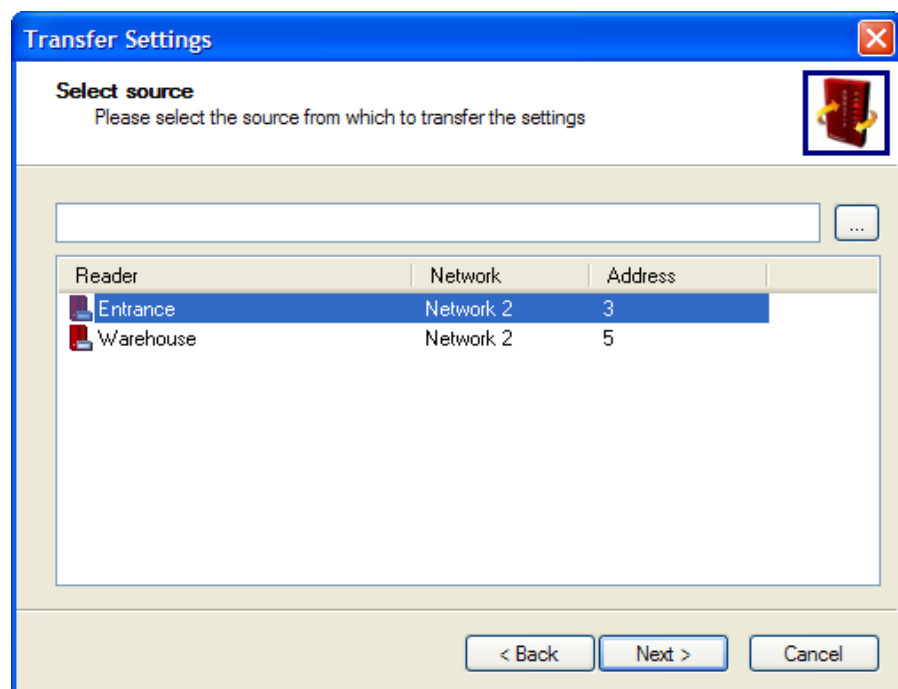 Transfer Settings
Select source
Please select the source from which to transfer the settings
...
Reader Network Address
Entrance Network 2 3
Warehouse Network 2 5
< Back Next > Cancel